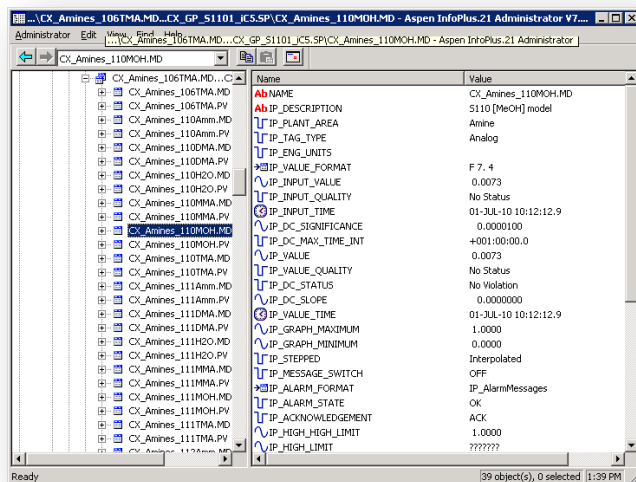 ...\CX_Amines_106TMA.MD...CX_GP_S1101_iC5.SP\CX_Amines_110MOH.MD - Aspen InfoPlus.21 Administrator V7....
Administrator Edit View Find Help
...\CX_Amines_106TMA.MD...CX_GP_S1101_iC5.SP\CX_Amines_110MOH.MD - Aspen InfoPlus.21 Administrator
CX_Amines_110MOH.MD
CX_Amines_106TMA.MD...C
CX_Amines_106TMA.MD
CX_Amines_106TMA.PV
CX_Amines_110Amm.MD
CX_Amines_110Amm.PV
CX_Amines_110DMA.MD
CX_Amines_110DMA.PV
CX_Amines_110H2O.MD
CX_Amines_110H2O.PV
CX_Amines_110MMA.MD
CX_Amines_110MMA.PV
CX_Amines_110MOH.MD
CX_Amines_110MOH.PV
CX_Amines_110TMA.MD
CX_Amines_110TMA.PV
CX_Amines_111Amm.MD
CX_Amines_111Amm.PV
CX_Amines_111DMA.MD
CX_Amines_111DMA.PV
CX_Amines_111H2O.MD
CX_Amines_111H2O.PV
CX_Amines_111MMA.MD
CX_Amines_111MMA.PV
CX_Amines_111MOH.MD
CX_Amines_111MOH.PV
CX_Amines_111TMA.MD
CX_Amines_111TMA.PV
CX_Amines_112Amm.MD
Name Value
Ab NAME CX_Amines_110MOH.MD
Ab IP_DESCRIPTION S110 [MeOH] model
IP_PLANT_AREA Amine
IP_TAG_TYPE Analog
IP_ENG_UNITS
IP_VALUE_FORMAT F 7. 4
IP_INPUT_VALUE 0.0073
IP_INPUT_QUALITY No Status
IP_INPUT_TIME 01-JUL-10 10:12:12.9
IP_DC_SIGNIFICANCE 0.0000100
IP_DC_MAX_TIME_INT +001:00:00.0
IP_VALUE 0.0073
IP_VALUE_QUALITY No Status
IP_DC_STATUS No Violation
IP_DC_SLOPE 0.0000000
IP_VALUE_TIME 01-JUL-10 10:12:12.9
IP_GRAPH_MAXIMUM 1.0000
IP_GRAPH_MINIMUM 0.0000
IP_STEPPED Interpolated
IP_MESSAGE_SWITCH OFF
IP_ALARM_FORMAT IP_AlarmMessages
IP_ALARM_STATE OK
IP_ACKNOWLEDGEMENT ACK
IP_HIGH_HIGH_LIMIT 1.0000
IP_HIGH_LIMIT ???????
Ready 39 object(s), 0 selected 1:39 PM